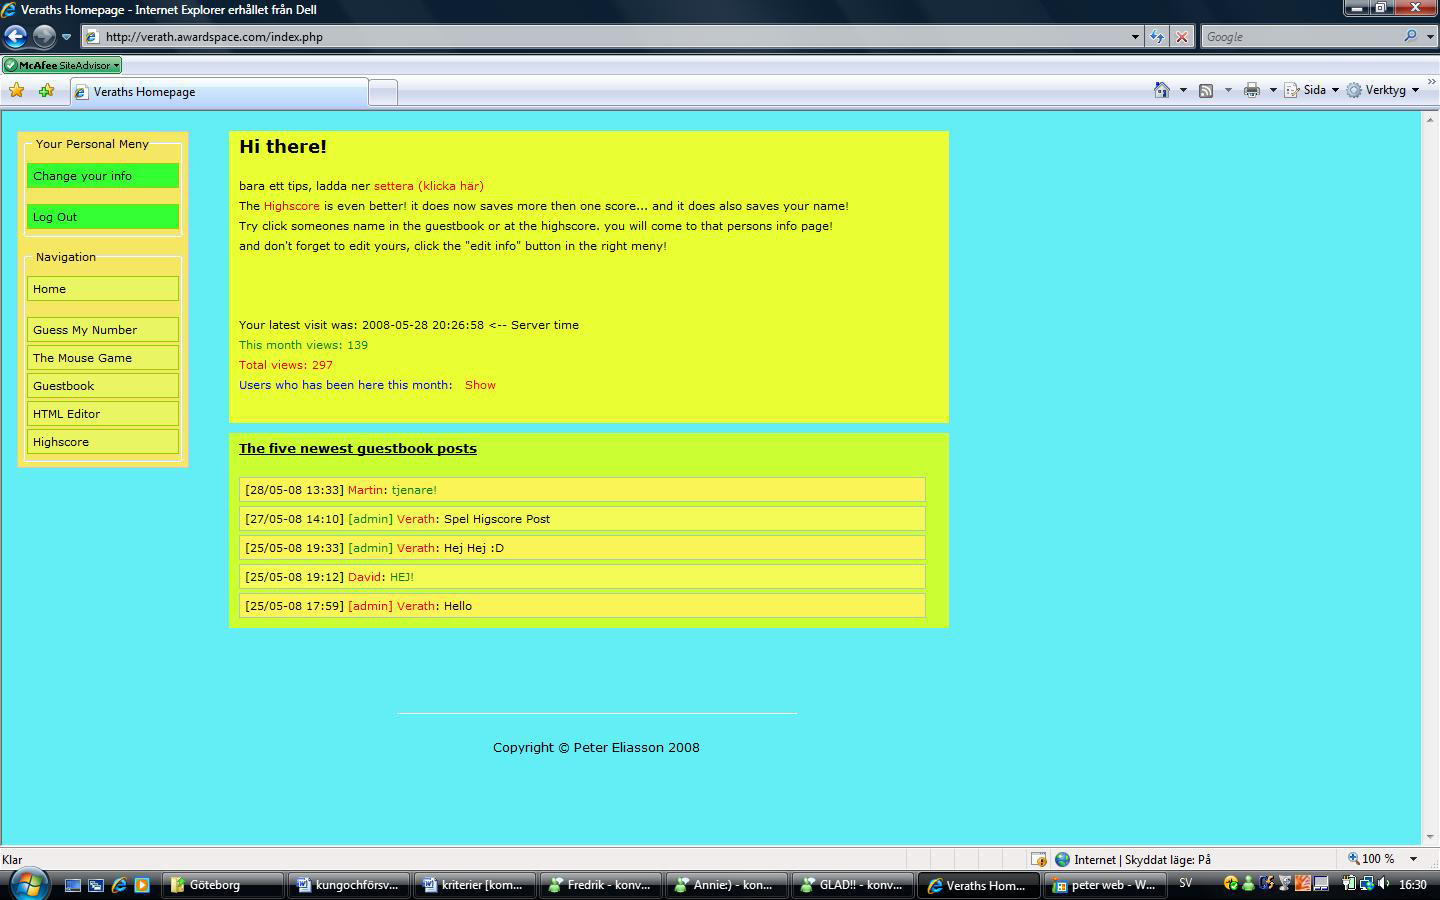 Veraths Homepage - Internet Explorer erhållet från Dell
http://verath.awardspace.com/index.php
Google
McAfee SiteAdvisor
Veraths Homepage
Sida
Verktyg
Your Personal Meny
Change your info
Log Out
Navigation
Home
Guess My Number
The Mouse Game
Guestbook
HTML Editor
Highscore
Hi there!
bara ett tips, ladda ner settera (klicka här)
The Highscore is even better! it does now saves more then one score... and it does also saves your name!
Try click someones name in the guestbook or at the highscore. you will come to that persons info page!
and don't forget to edit yours, click the "edit info" button in the right meny!
Your latest visit was: 2008-05-28 20:26:58 <-- Server time
This month views: 139
Total views: 297
Users who has been here this month: Show
The five newest guestbook posts
[28/05-08 13:33] Martin: tjenare!
[27/05-08 14:10] [admin] Verath: Spel Higscore Post
[25/05-08 19:33] [admin] Verath: Hej Hej :D
[25/05-08 19:12] David: HEJ!
[25/05-08 17:59] [admin] Verath: Hello
Copyright © Peter Eliasson 2008
Klar
Internet | Skyddat läge: På
100 %
Göteborg
kungochförsv...
kriterier [kom...
Fredrik - konv...
Annie:) - kon...
GLAD!! - konv...
Veraths Hom...
peter web - W...
SV
16:30